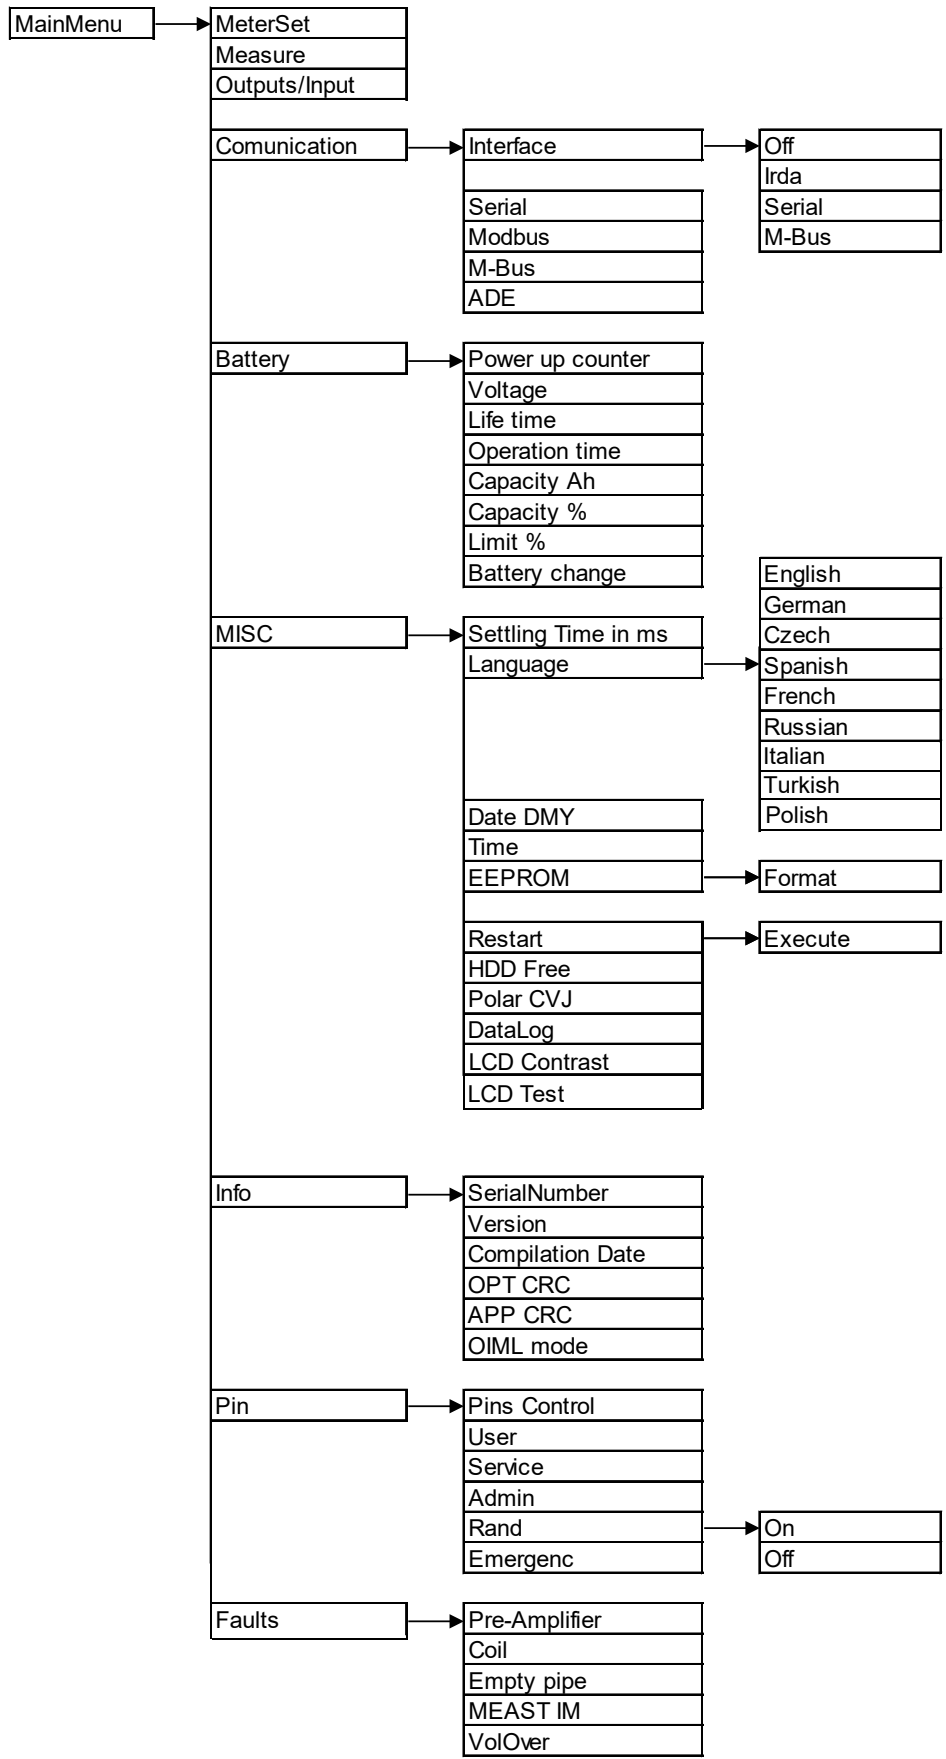 MainMenu
MeterSet
Measure
Outputs/Input
Comunication
Interface
Off
Irda
Serial
Serial
Modbus
M-Bus
M-Bus
ADE
Battery
Power up counter
Voltage
Life time
Operation time
Capacity Ah
Capacity %
Limit %
Battery change
MISC
Settling Time in ms
Language
English
German
Czech
Spanish
French
Russian
Italian
Turkish
Polish
Date DMY
Time
EEPROM
Format
Restart
Execute
HDD Free
Polar CVJ
DataLog
LCD Contrast
LCD Test
Info
SerialNumber
Version
Compilation Date
OPT CRC
APP CRC
OIML mode
Pin
Pins Control
User
Service
Admin
Rand
On
Off
Emergenc
Faults
Pre-Amplifier
Coil
Empty pipe
MEAST IM
VolOver